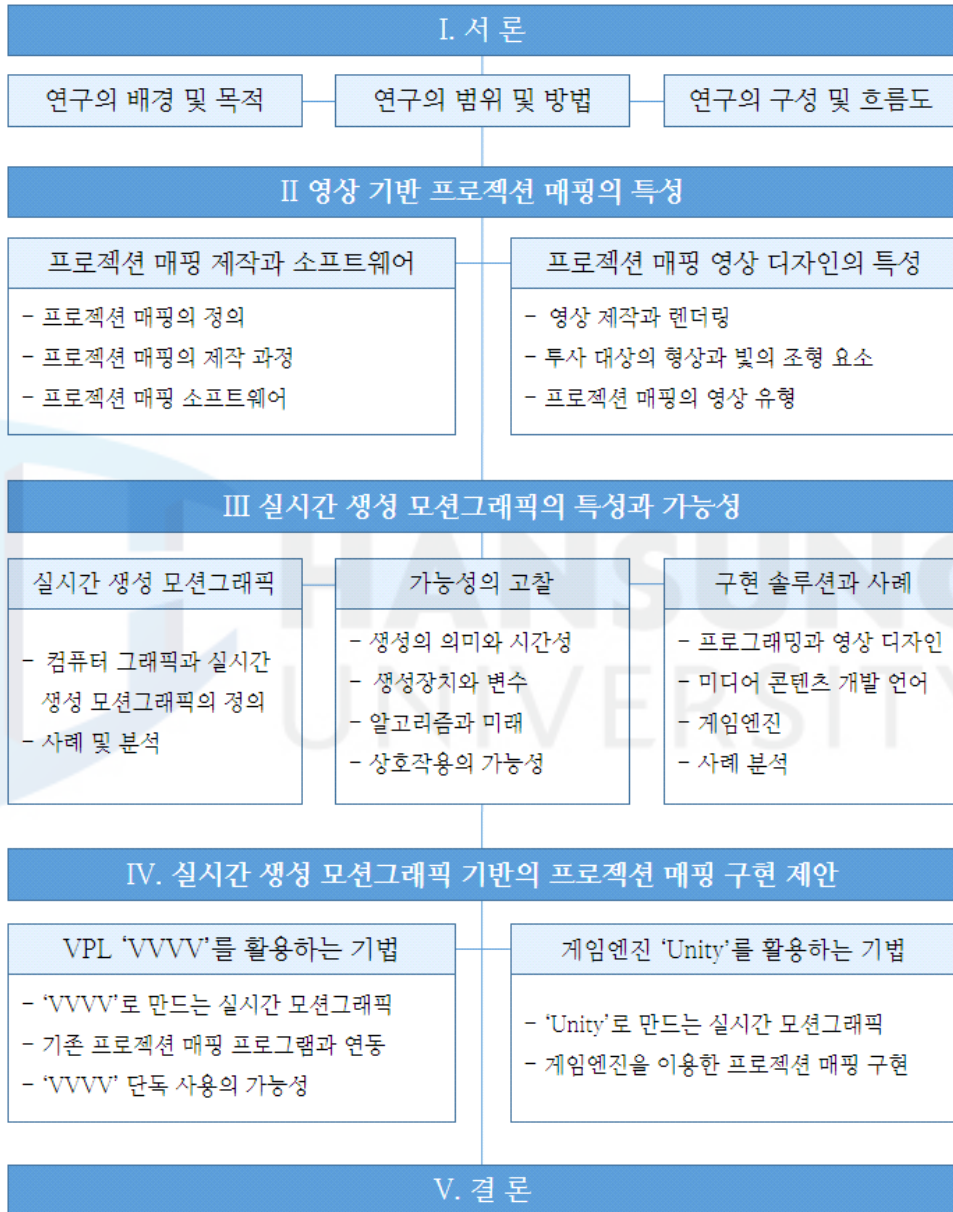 I. 서 론
연구의 배경 및 목적
연구의 범위 및 방법
연구의 구성 및 흐름도
II 영상 기반 프로젝션 매핑의 특성
프로젝션 매핑 제작과 소프트웨어
- 프로젝션 매핑의 정의
- 프로젝션 매핑의 제작 과정
- 프로젝션 매핑 소프트웨어
프로젝션 매핑 영상 디자인의 특성
- 영상 제작과 렌더링
- 투사 대상의 형상과 빛의 조형 요소
- 프로젝션 매핑의 영상 유형
III 실시간 생성 모션그래픽의 특성과 가능성
실시간 생성 모션그래픽
- 컴퓨터 그래픽과 실시간
생성 모션그래픽의 정의
- 사례 및 분석
가능성의 고찰
- 생성의 의미와 시간성
- 생성장치와 변수
- 알고리즘과 미래
- 상호작용의 가능성
구현 솔루션과 사례
- 프로그래밍과 영상 디자인
- 미디어 콘텐츠 개발 언어
- 게임엔진
- 사례 분석
HANSUNG
UNIVERSITY
IV. 실시간 생성 모션그래픽 기반의 프로젝션 매핑 구현 제안
VPL ‘VVVV’를 활용하는 기법
- ‘VVVV’로 만드는 실시간 모션그래픽
- 기존 프로젝션 매핑 프로그램과 연동
- ‘VVVV’ 단독 사용의 가능성
게임엔진 ‘Unity’를 활용하는 기법
- ‘Unity’로 만드는 실시간 모션그래픽
- 게임엔진을 이용한 프로젝션 매핑 구현
V. 결 론